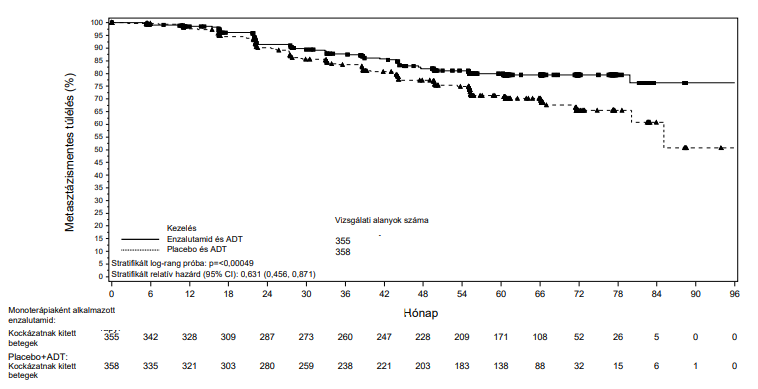 Metasztázismentes túlélés (%)
100
95
90
85
80
75
70
65
60
55
50
45
40
35
30
25
20
15
10
5
0
Vizsgálati alanyok száma
Kezelés
Enzalutamid és ADT 355
Placebo és ADT 358
Stratifikált log-rang próba: p=<0,00049
Stratifikált relatív hazárd (95% CI): 0,631 (0,456, 0,871)
0 6 12 18 24 30 36 42 48 54 60 66 72 78 84 90 96
Hónap
Monoterápiaként alkalmazott
enzalutamid:
Kockázatnak kitett 355 342 328 309 287 273 260 247 228 209 171 108 52 26 5 0 0
betegek
Placebo+ADT:
Kockázatnak kitett 358 335 321 303 280 259 238 221 203 183 138 88 32 15 6 1 0
betegek